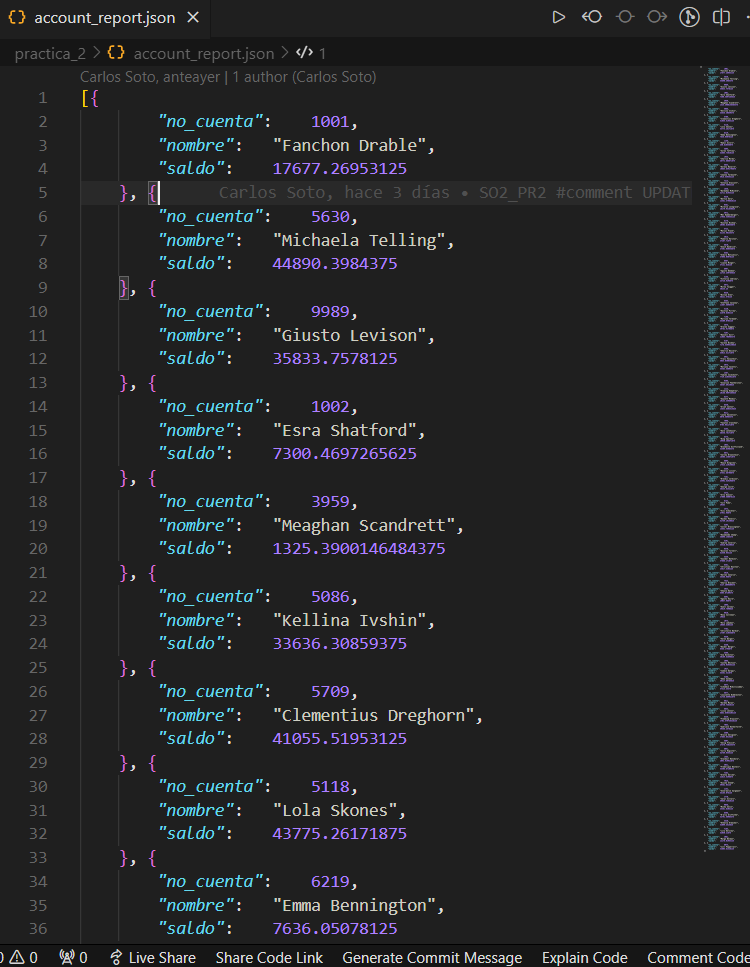 account_report.json
practica_2 > account_report.json > 1
Carlos Soto, anteayer | 1 author (Carlos Soto)
1 [{
2 "no_cuenta": 1001,
3 "nombre": "Fanchon Drable",
4 "saldo": 17677.26953125
5 }, { Carlos Soto, hace 3 días • SO2_PR2 #comment UPDAT
6 "no_cuenta": 5630,
7 "nombre": "Michaela Telling",
8 "saldo": 44890.3984375
9 }, {
10 "no_cuenta": 9989,
11 "nombre": "Giusto Levison",
12 "saldo": 35833.7578125
13 }, {
14 "no_cuenta": 1002,
15 "nombre": "Esra Shatford",
16 "saldo": 7300.4697265625
17 }, {
18 "no_cuenta": 3959,
19 "nombre": "Meaghan Scandrett",
20 "saldo": 1325.3900146484375
21 }, {
22 "no_cuenta": 5086,
23 "nombre": "Kellina Ivshin",
24 "saldo": 33636.30859375
25 }, {
26 "no_cuenta": 5709,
27 "nombre": "Clementius Dreghorn",
28 "saldo": 41055.51953125
29 }, {
30 "no_cuenta": 5118,
31 "nombre": "Lola Skones",
32 "saldo": 43775.26171875
33 }, {
34 "no_cuenta": 6219,
35 "nombre": "Emma Bennington",
36 "saldo": 7636.05078125
0 0 0 Live Share Share Code Link Generate Commit Message Explain Code Comment Code